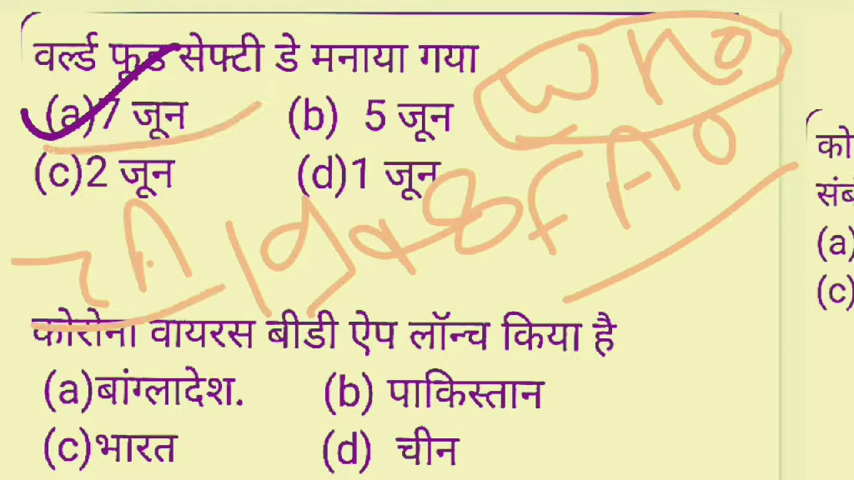 वर्ल्ड फूड सेफ्टी डे मनाया गया
(a)7 जून (b) 5 जून
(c)2 जून (d)1 जून
WHO
FAO
कोरोना वायरस बीडी ऐप लॉन्च किया है
(a)बांग्लादेश. (b) पाकिस्तान
(c)भारत (d) चीन
को
संब
(a)
(c)